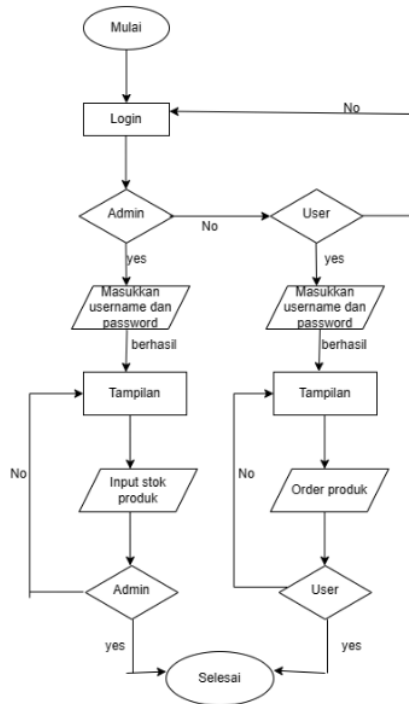 Mulai
Login
No
Admin
No
User
yes
yes
Masukkan
username dan
password
Masukkan
username dan
password
berhasil
berhasil
Tampilan
Tampilan
No
Input stok
produk
No
Order produk
Admin
User
yes
yes
Selesai